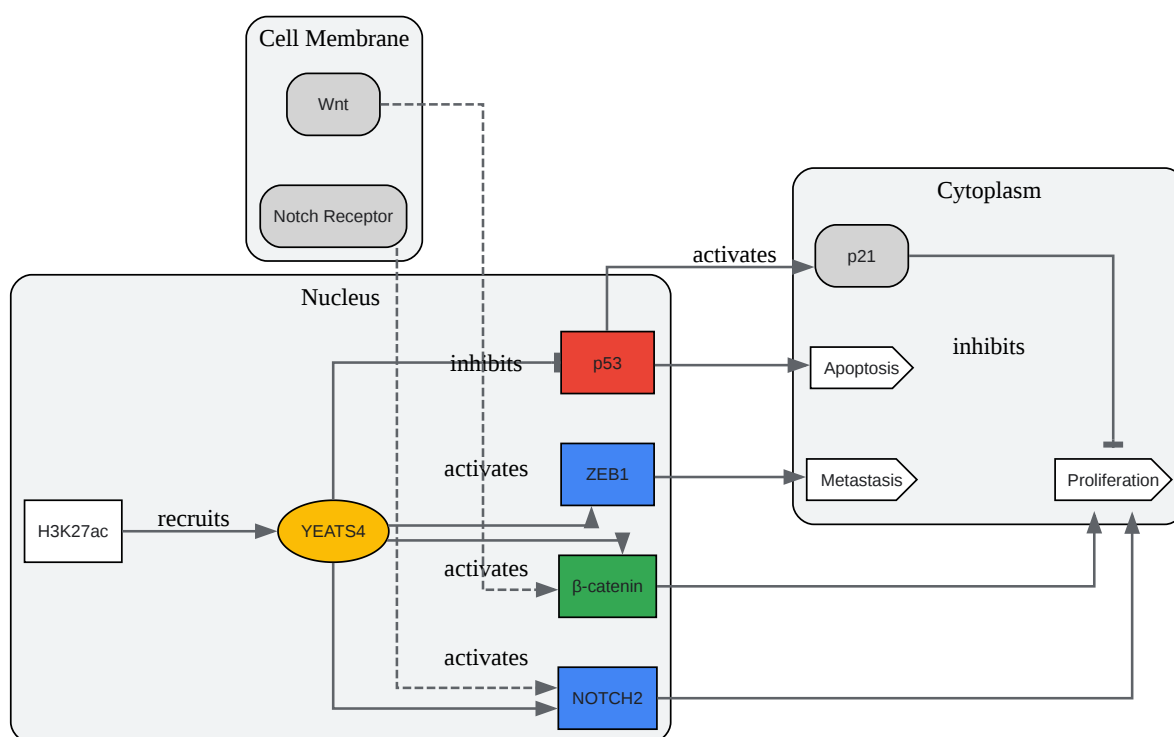 Cell Membrane
Wnt
Notch Receptor
Cytoplasm
activates
p21
Nucleus
inhibits
p53
Apoptosis
inhibits
activates
ZEB1
Metastasis
Proliferation
H3K27ac
recruits
YEATS4
activates
β-catenin
activates
NOTCH2